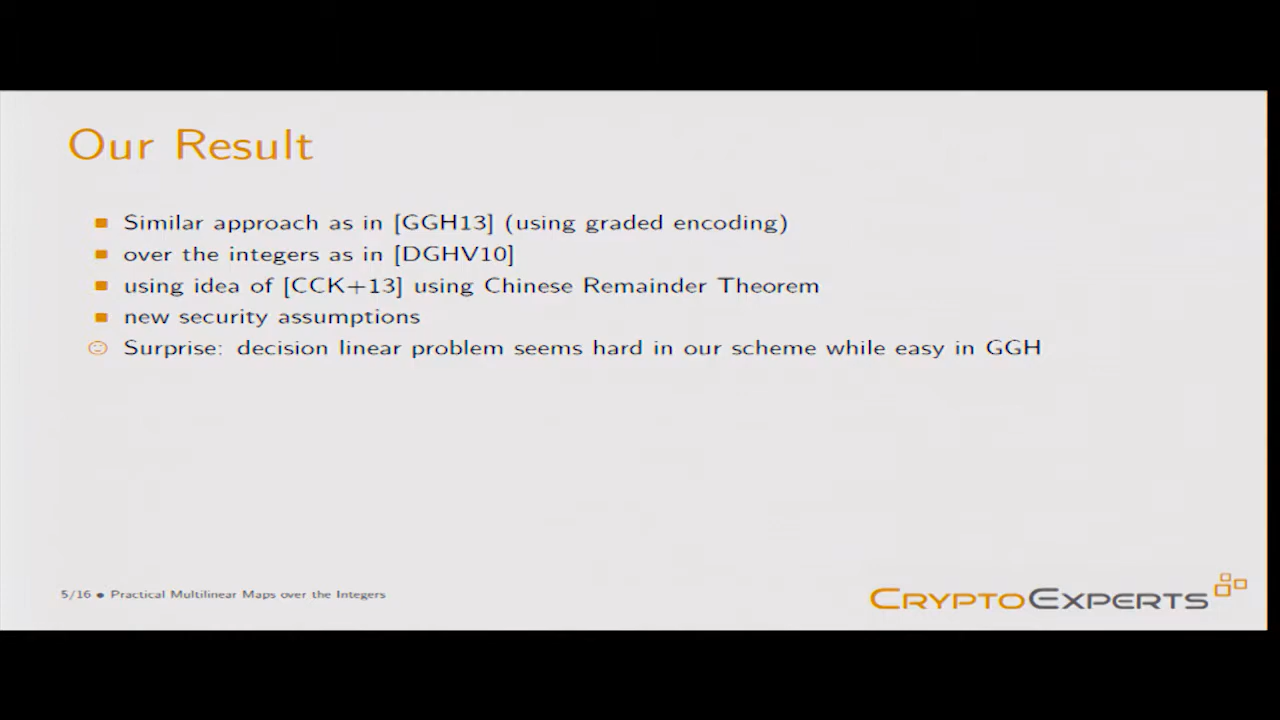 Our Result
Similar approach as in [GGH13] (using graded encoding)
over the integers as in [DGHV10]
using idea of [CCK+13] using Chinese Remainder Theorem
new security assumptions
Surprise: decision linear problem seems hard in our scheme while easy in GGH
5/16 • Practical Multilinear Maps over the Integers
CRYPTOEXPERTS